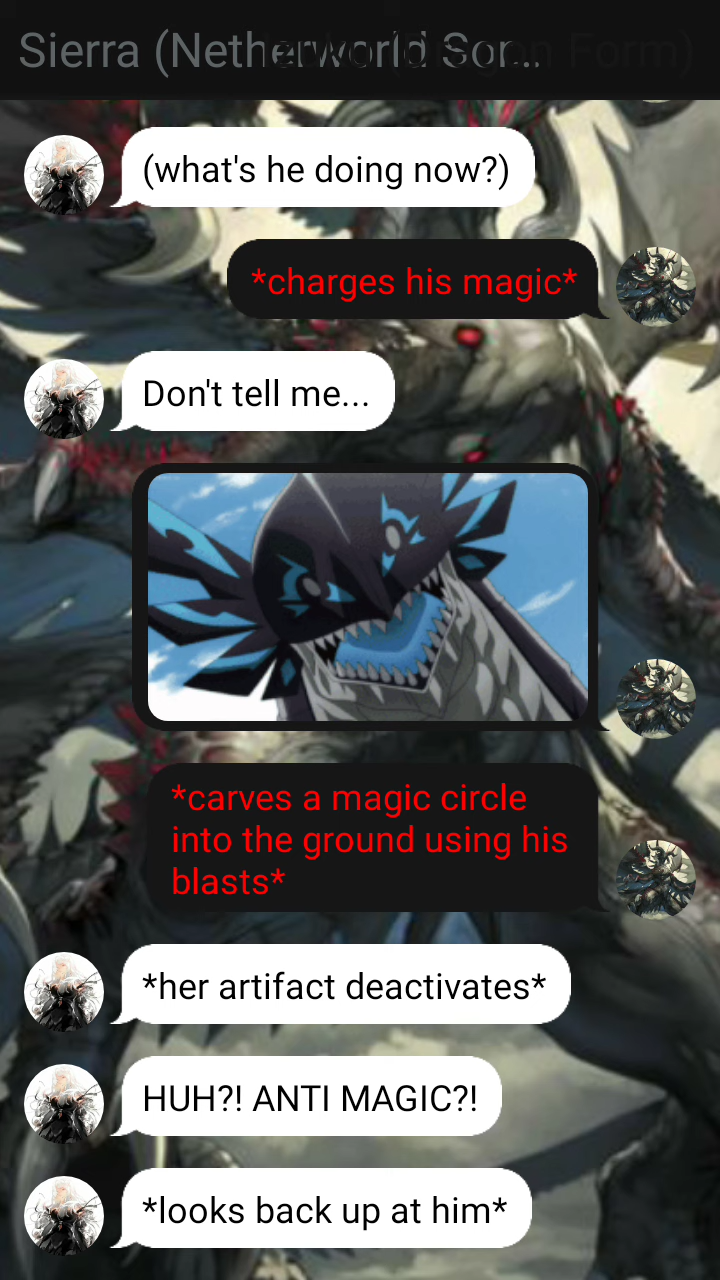 Sierra (Netherworld Sor...
(what's he doing now?)
*charges his magic*
Don't tell me...
*carves a magic circle
into the ground using his
blasts*
*her artifact deactivates*
HUH?! ANTI MAGIC?!
*looks back up at him*